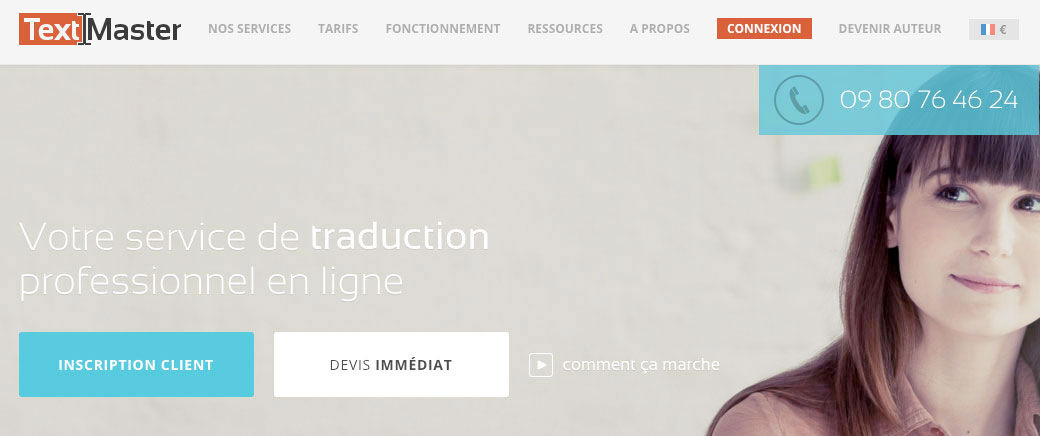 TextMaster
NOS SERVICES
TARIFS
FONCTIONNEMENT
RESSOURCES
A PROPOS
CONNEXION
DEVENIR AUTEUR
€
09 80 76 46 24
Votre service de traduction
professionnel en ligne
INSCRIPTION CLIENT
DEVIS IMMÉDIAT
comment ça marche